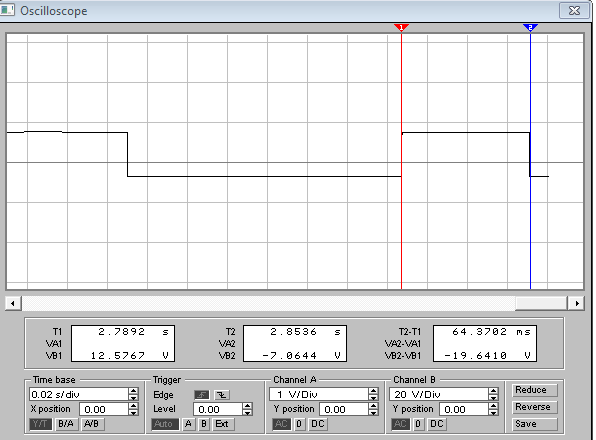 Oscilloscope
1 2
T1 2.7892 s T2 2.8536 s T2-T1 64.3702 ms
VA1 VA2 VA2-VA1
VB1 12.5767 V VB2 -7.0644 V VB2-VB1 -19.6410 V
Time base Trigger Channel A Channel B
0.02 s/div Edge 1 V/Div 20 V/Div Reduce
X position 0.00 Level 0.00 Y position 0.00 Y position 0.00 Reverse
Y/T B/A A/B Auto A B Ext AC 0 DC AC 0 DC Save